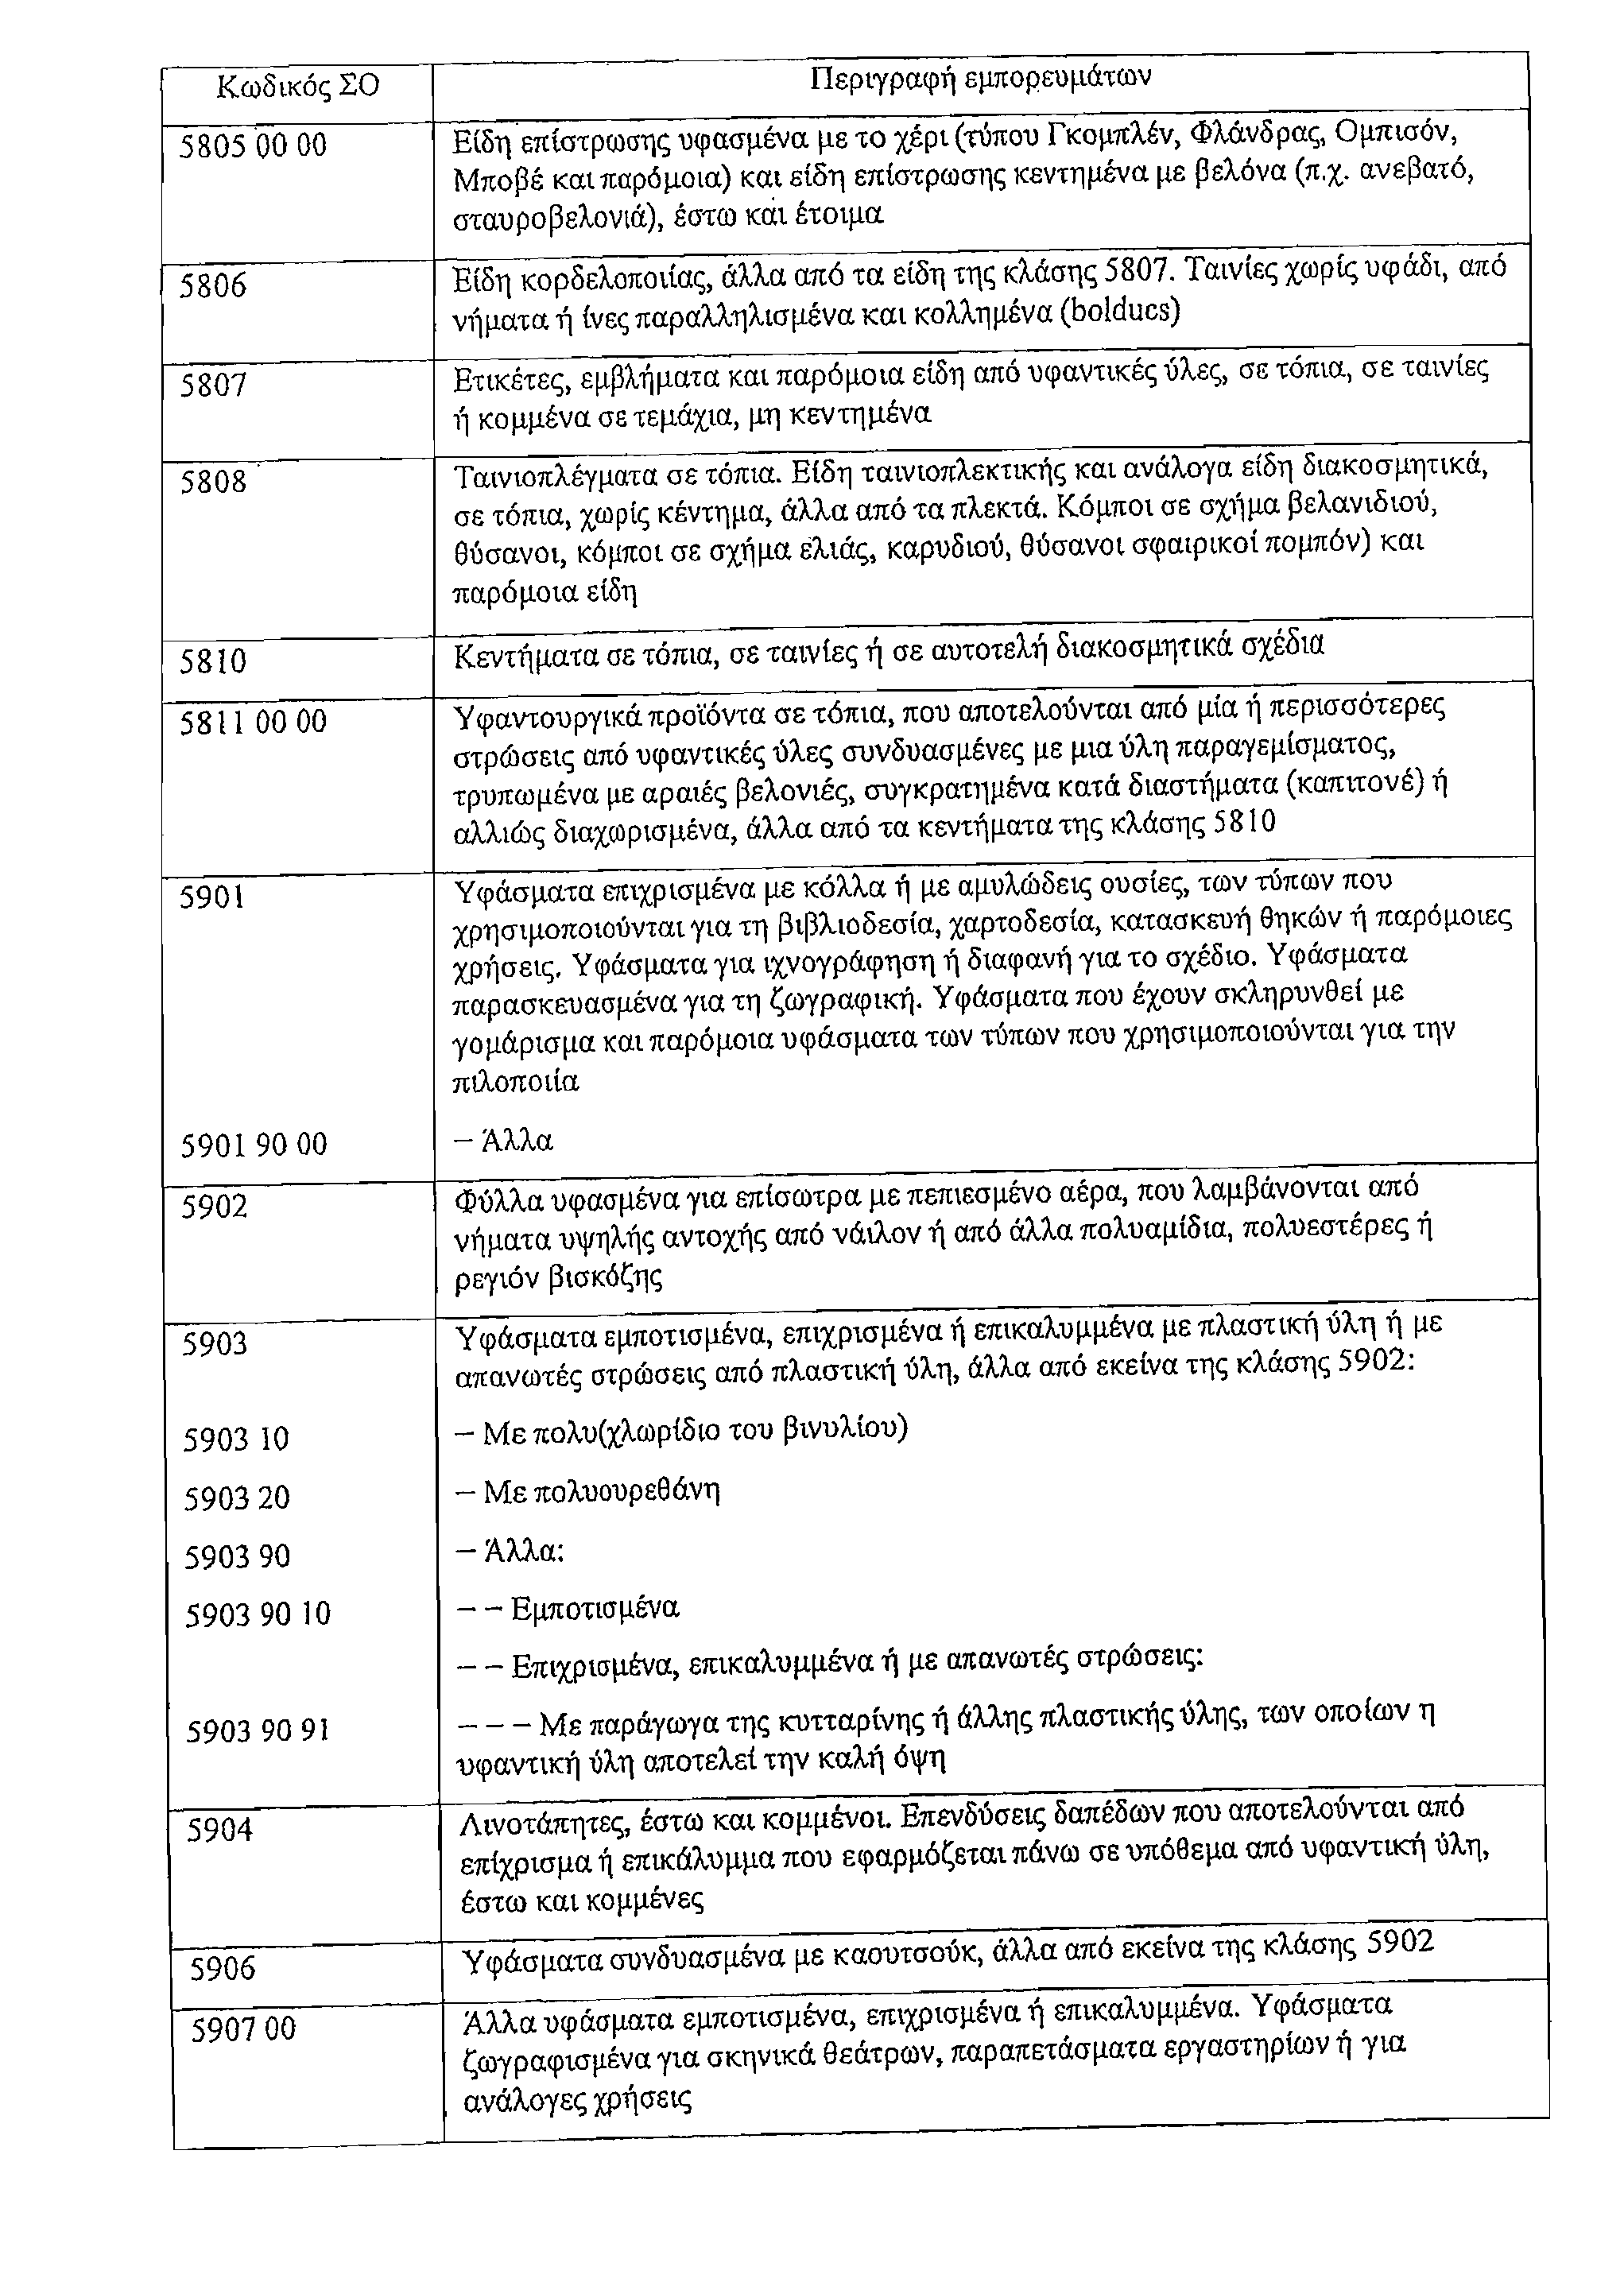 Κωδικός ΣΟ
Περιγραφή εμπορευμάτων
5805 00 00
Είδη επίστρωσης υφασμένα με το χέρι (τύπου Γκομπλέν, Φλάνδρας, Ομπισόν,
Μποβέ και παρόμοια) και είδη επίστρωσης κεντημένα με βελόνα (π.χ. ανεβατό,
σταυροβελονιά), έστω και έτοιμα
5806
Είδη κορδελοποιίας, άλλα από τα είδη της κλάσης 5807. Ταινίες χωρίς υφάδι, από
νήματα ή ίνες παραλληλισμένα και κολλημένα (bolducs)
5807
Ετικέτες, εμβλήματα και παρόμοια είδη από υφαντικές ύλες, σε τόπια, σε ταινίες
ή κομμένα σε τεμάχια, μη κεντημένα
5808
Ταινιοπλέγματα σε τόπια. Είδη ταινιοπλεκτικής και ανάλογα είδη διακοσμητικά,
σε τόπια, χωρίς κέντημα, άλλα από τα πλεκτά. Κόμποι σε σχήμα βελανιδιού,
θύσανοι, κόμποι σε σχήμα ελιάς, καρυδιού, θύσανοι σφαιρικοί πομπόν) και
παρόμοια είδη
5810
Κεντήματα σε τόπια, σε ταινίες ή σε αυτοτελή διακοσμητικά σχέδια
5811 00 00
Υφαντουργικά προϊόντα σε τόπια, που αποτελούνται από μία ή περισσότερες
στρώσεις από υφαντικές ύλες συνδυασμένες με μια ύλη παραγεμίσματος,
τρυπωμένα με αραιές βελονιές, συγκρατημένα κατά διαστήματα (καπιτονέ) ή
αλλιώς διαχωρισμένα, άλλα από τα κεντήματα της κλάσης 5810
5901
Υφάσματα επιχρισμένα με κόλλα ή με αμυλώδεις ουσίες, των τύπων που
χρησιμοποιούνται για τη βιβλιοδεσία, χαρτοδεσία, κατασκευή θηκών ή παρόμοιες
χρήσεις. Υφάσματα για ιχνογράφηση ή διαφανή για το σχέδιο. Υφάσματα
παρασκευασμένα για τη ζωγραφική. Υφάσματα που έχουν σκληρυνθεί με
γομάρισμα και παρόμοια υφάσματα των τύπων που χρησιμοποιούνται για την
πιλοποιία
5901 90 00
– Άλλα
5902
Φύλλα υφασμένα για επίσωτρα με πεπιεσμένο αέρα, που λαμβάνονται από
νήματα υψηλής αντοχής από νάιλον ή από άλλα πολυαμίδια, πολυεστέρες ή
ρεγιόν βισκόζης
5903
Υφάσματα εμποτισμένα, επιχρισμένα ή επικαλυμμένα με πλαστική ύλη ή με
απανωτές στρώσεις από πλαστική ύλη, άλλα από εκείνα της κλάσης 5902:
5903 10
– Με πολυ(χλωρίδιο του βινυλίου)
5903 20
– Με πολυουρεθάνη
5903 90
– Άλλα:
5903 90 10
– – Εμποτισμένα
– – Επιχρισμένα, επικαλυμμένα ή με απανωτές στρώσεις:
5903 90 91
– – – Με παράγωγα της κυτταρίνης ή άλλης πλαστικής ύλης, των οποίων η
υφαντική ύλη αποτελεί την καλή όψη
5904
Λινοτάπητες, έστω και κομμένοι. Επενδύσεις δαπέδων που αποτελούνται από
επίχρισμα ή επικάλυμμα που εφαρμόζεται πάνω σε υπόθεμα από υφαντική ύλη,
έστω και κομμένες
5906
Υφάσματα συνδυασμένα με καουτσούκ, άλλα από εκείνα της κλάσης 5902
5907 00
Άλλα υφάσματα εμποτισμένα, επιχρισμένα ή επικαλυμμένα. Υφάσματα
ζωγραφισμένα για σκηνικά θεάτρων, παραπετάσματα εργαστηρίων ή για
ανάλογες χρήσεις